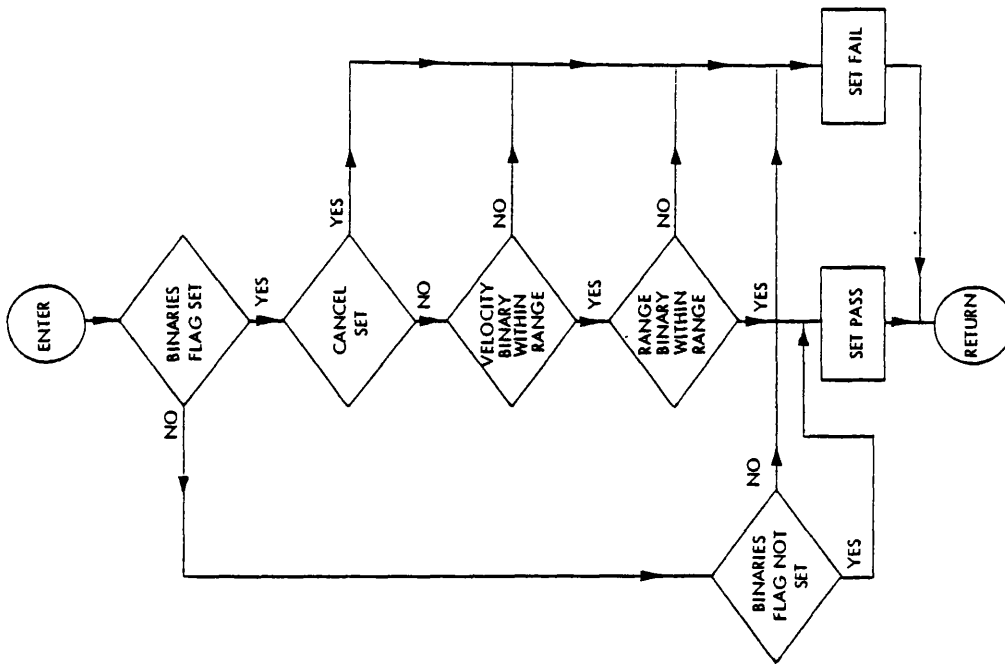 ENTER
BINARIES
FLAG SET
NO
YES
CANCEL
SET
YES
NO
VELOCITY
BINARY
WITHIN
RANGE
NO
YES
RANGE
BINARY
WITHIN
RANGE
NO
YES
BINARIES
FLAG NOT
SET
NO
YES
SET PASS
SET FAIL
RETURN